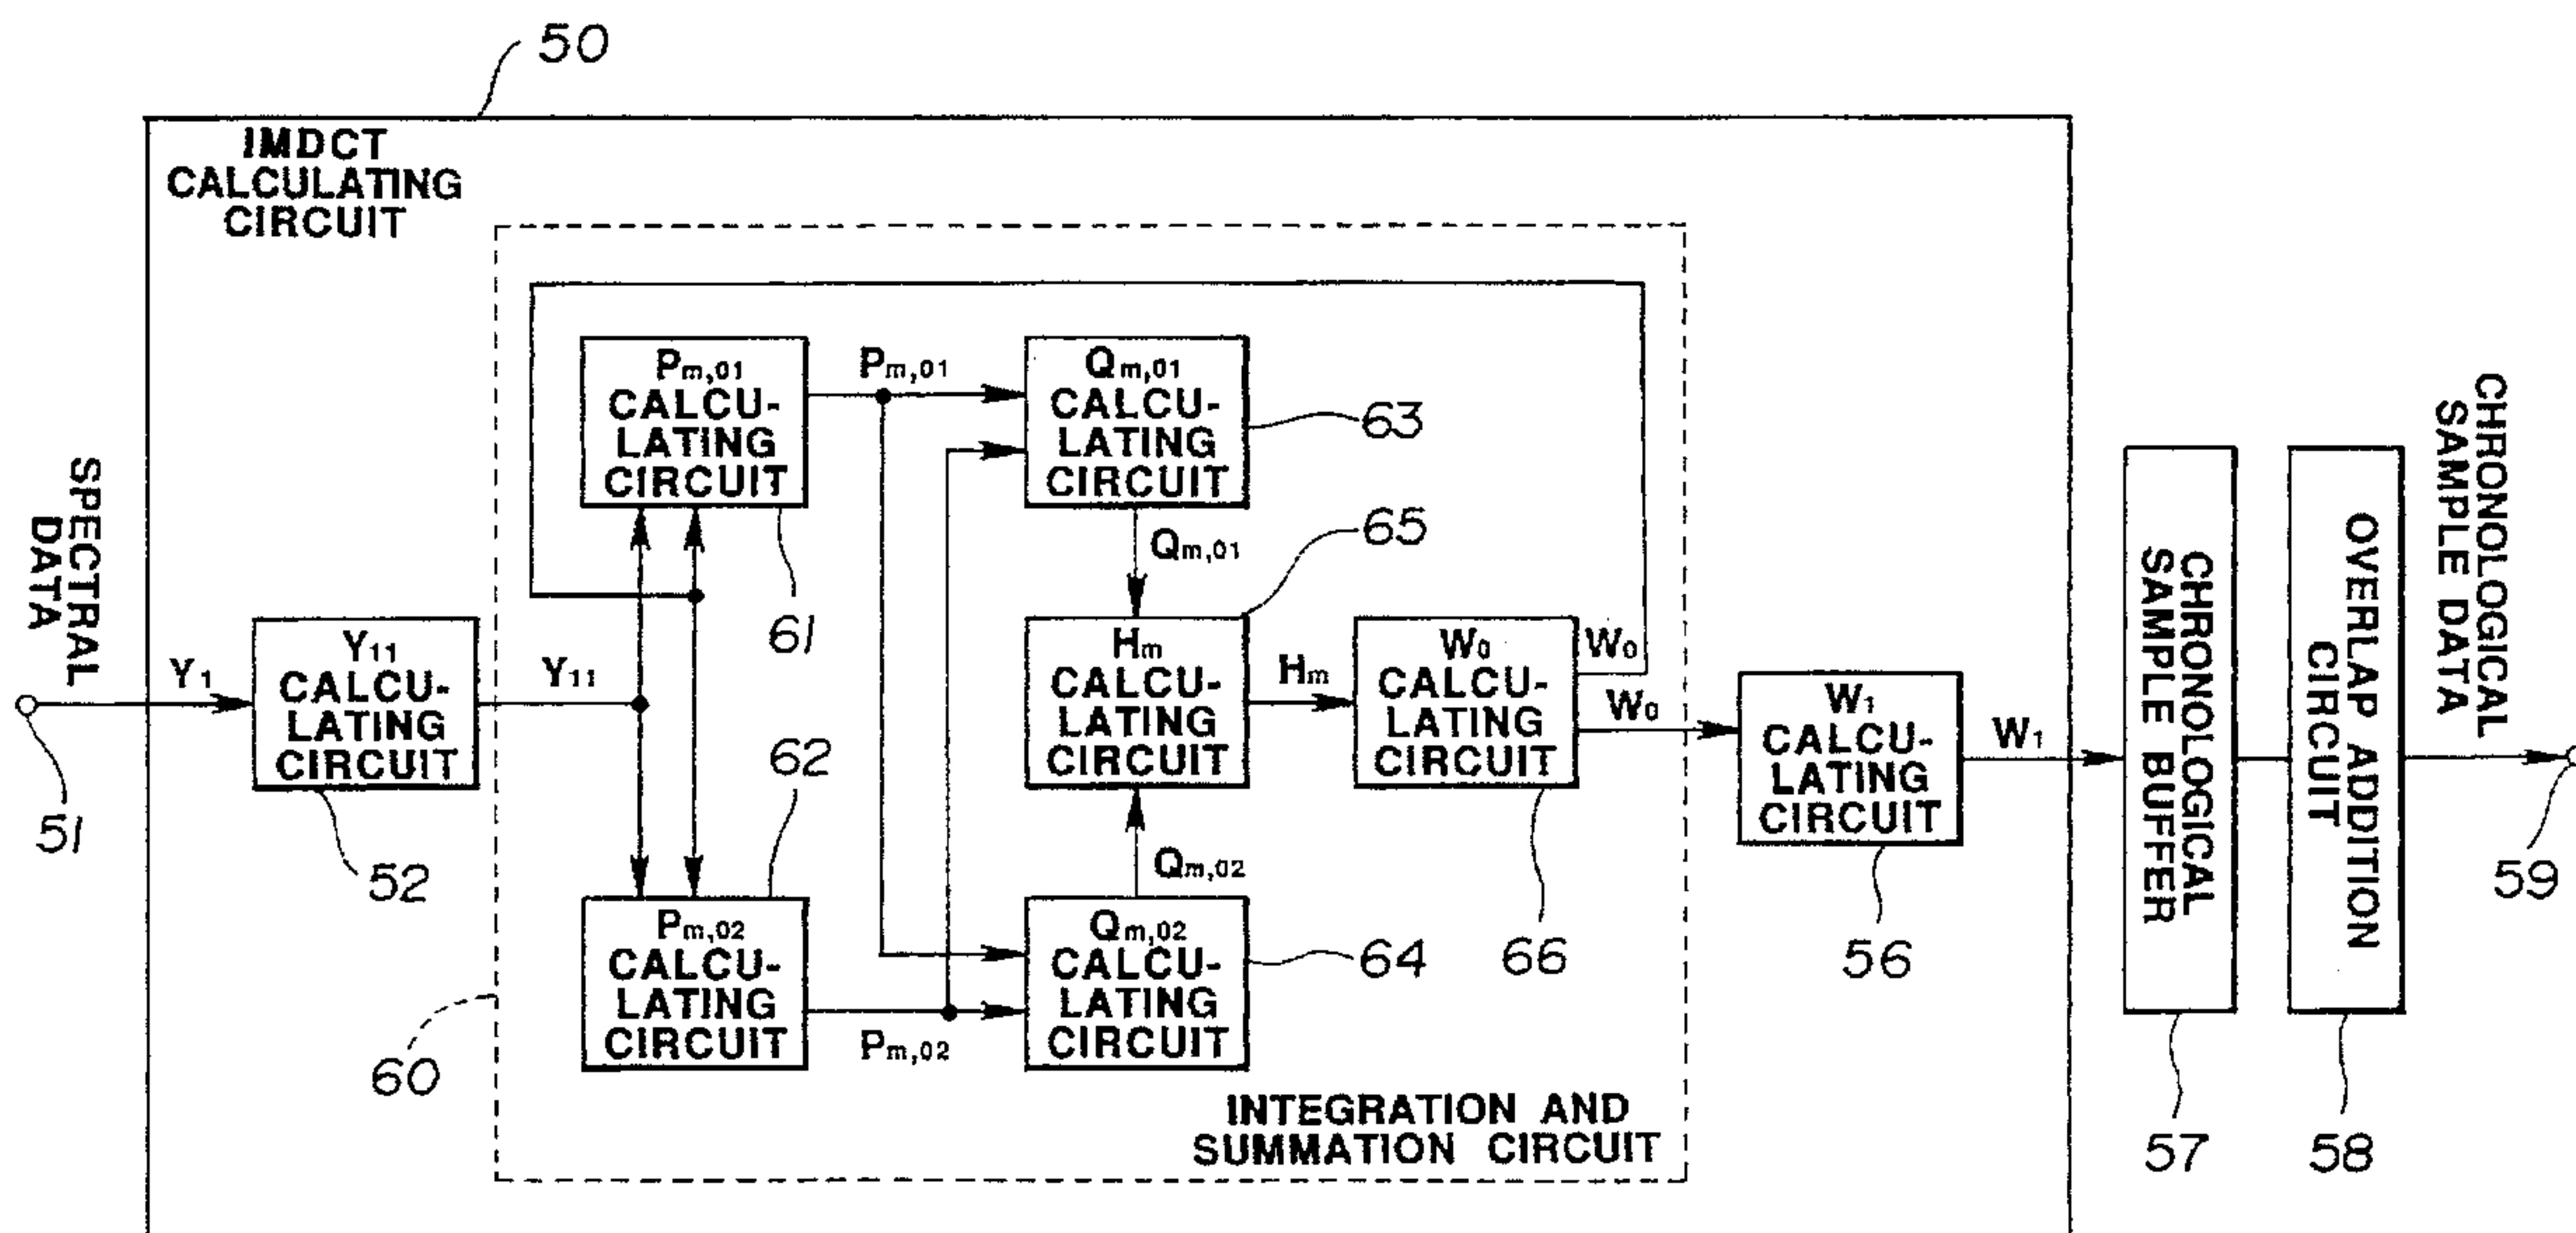 50
IMDCT
CALCULATING
CIRCUIT
SPECTRAL
DATA
51
Y1
Y11
CALCU-
LATING
CIRCUIT
52
Y11
60
Pm,01
CALCU-
LATING
CIRCUIT
61
Pm,01
Pm,02
CALCU-
LATING
CIRCUIT
62
Pm,02
Qm,01
CALCU-
LATING
CIRCUIT
63
Qm,01
Hm
CALCU-
LATING
CIRCUIT
65
Qm,02
Qm,02
CALCU-
LATING
CIRCUIT
64
Hm
W0
CALCU-
LATING
CIRCUIT
66
W0
W0
INTEGRATION AND
SUMMATION CIRCUIT
W1
CALCU-
LATING
CIRCUIT
56
W1
CHRONOLOGICAL
SAMPLE BUFFER
57
OVERLAP ADDITION
CIRCUIT
58
CHRONOLOGICAL
SAMPLE DATA
59